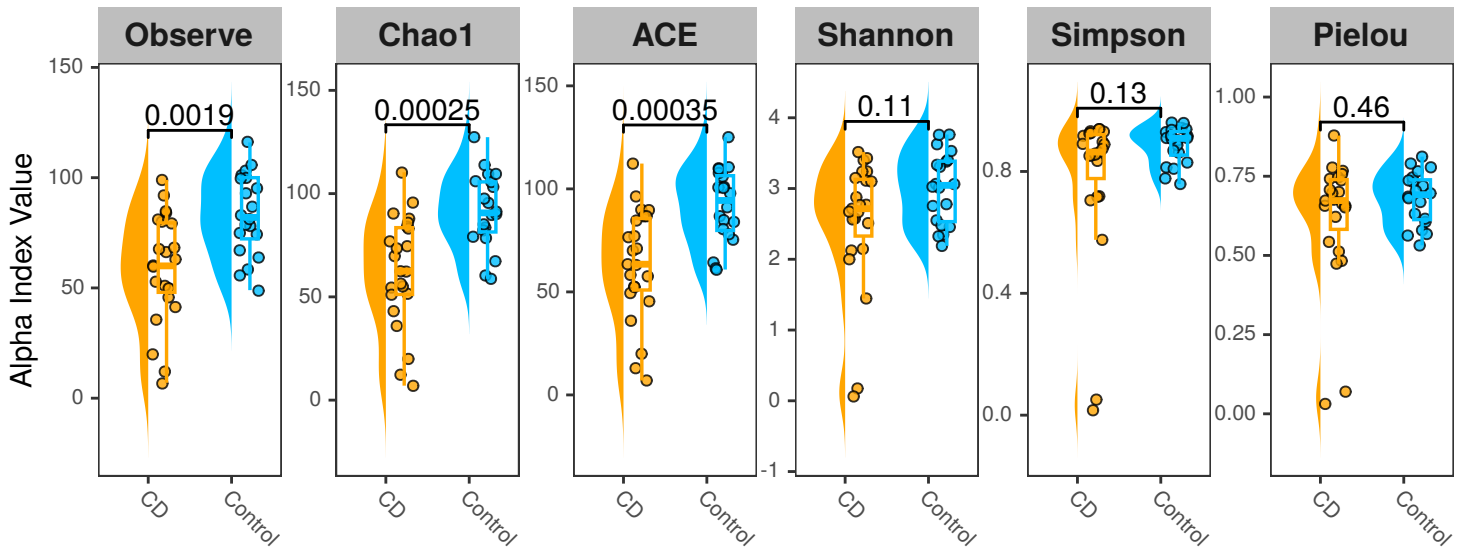 Observe
Chao1
ACE
Shannon
Simpson
Pielou
Alpha Index Value
150
100
50
0
0.0019
CD
Control
150
100
50
0
0.00025
CD
Control
150
100
50
0
0.00035
CD
Control
4
3
2
1
0
-1
0.11
CD
Control
0.8
0.4
0.0
0.13
CD
Control
1.00
0.75
0.50
0.25
0.00
0.46
CD
Control